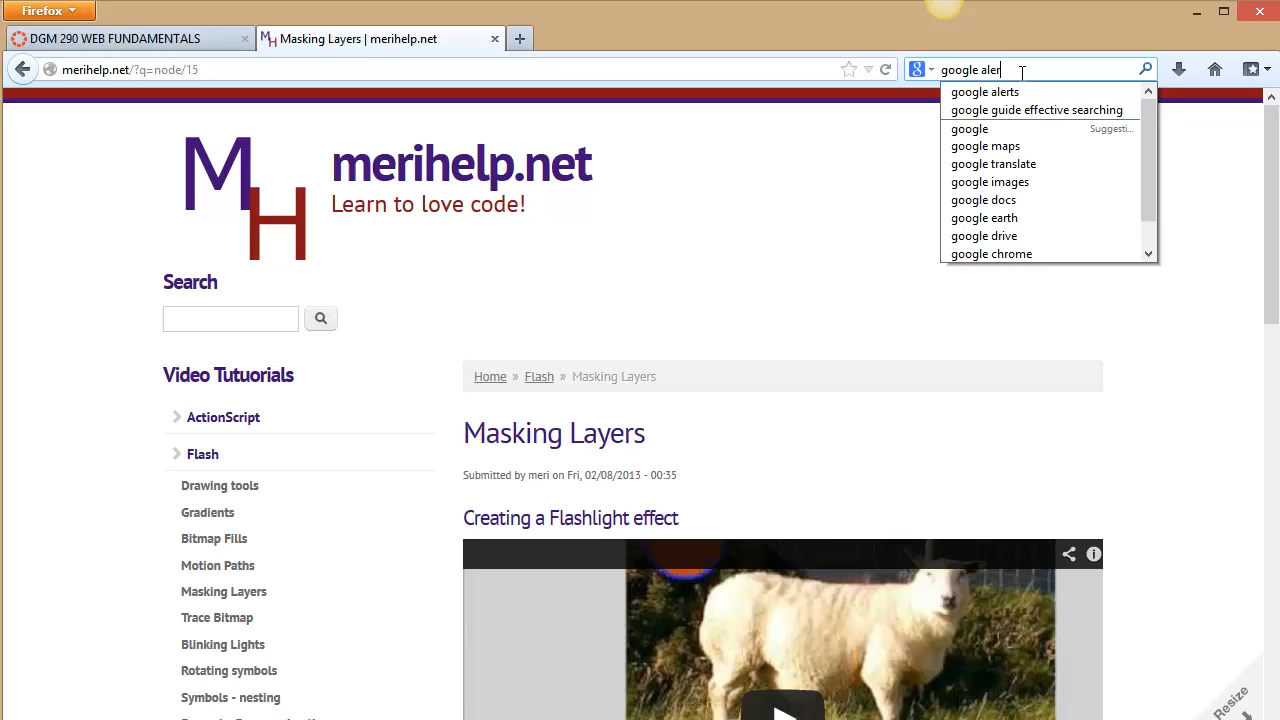 Firefox
DGM 290 WEB FUNDAMENTALS
MH Masking Layers | merihelp.net
merihelp.net/?q=node/15
google aler
google alerts
google guide effective searching
google Suggesti...
google maps
google translate
google images
google docs
google earth
google drive
google chrome
MH
merihelp.net
Learn to love code!
Search
Video Tutuorials
ActionScript
Flash
Drawing tools
Gradients
Bitmap Fills
Motion Paths
Masking Layers
Trace Bitmap
Blinking Lights
Rotating symbols
Symbols - nesting
Home » Flash » Masking Layers
Masking Layers
Submitted by meri on Fri, 02/08/2013 - 00:35
Creating a Flashlight effect
Resize